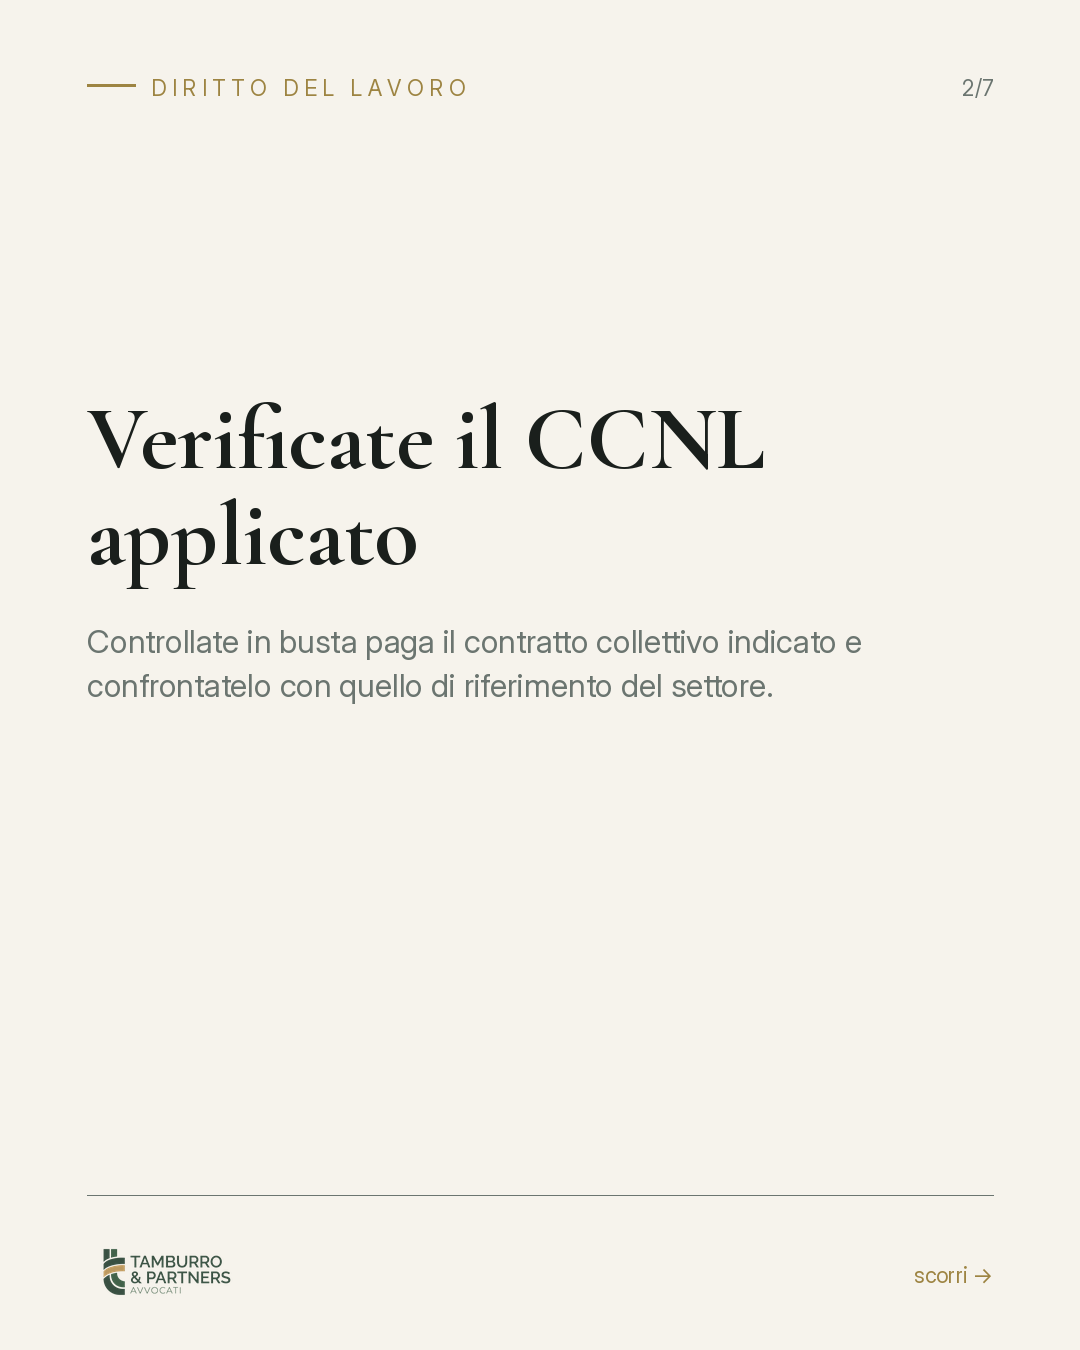 DIRITTO DEL LAVORO
2/7
Verificate il CCNL
applicato
Controllate in busta paga il contratto collettivo indicato e
confrontatelo con quello di riferimento del settore.
TAMBURRO
& PARTNERS
AVVOCATI
scorri →